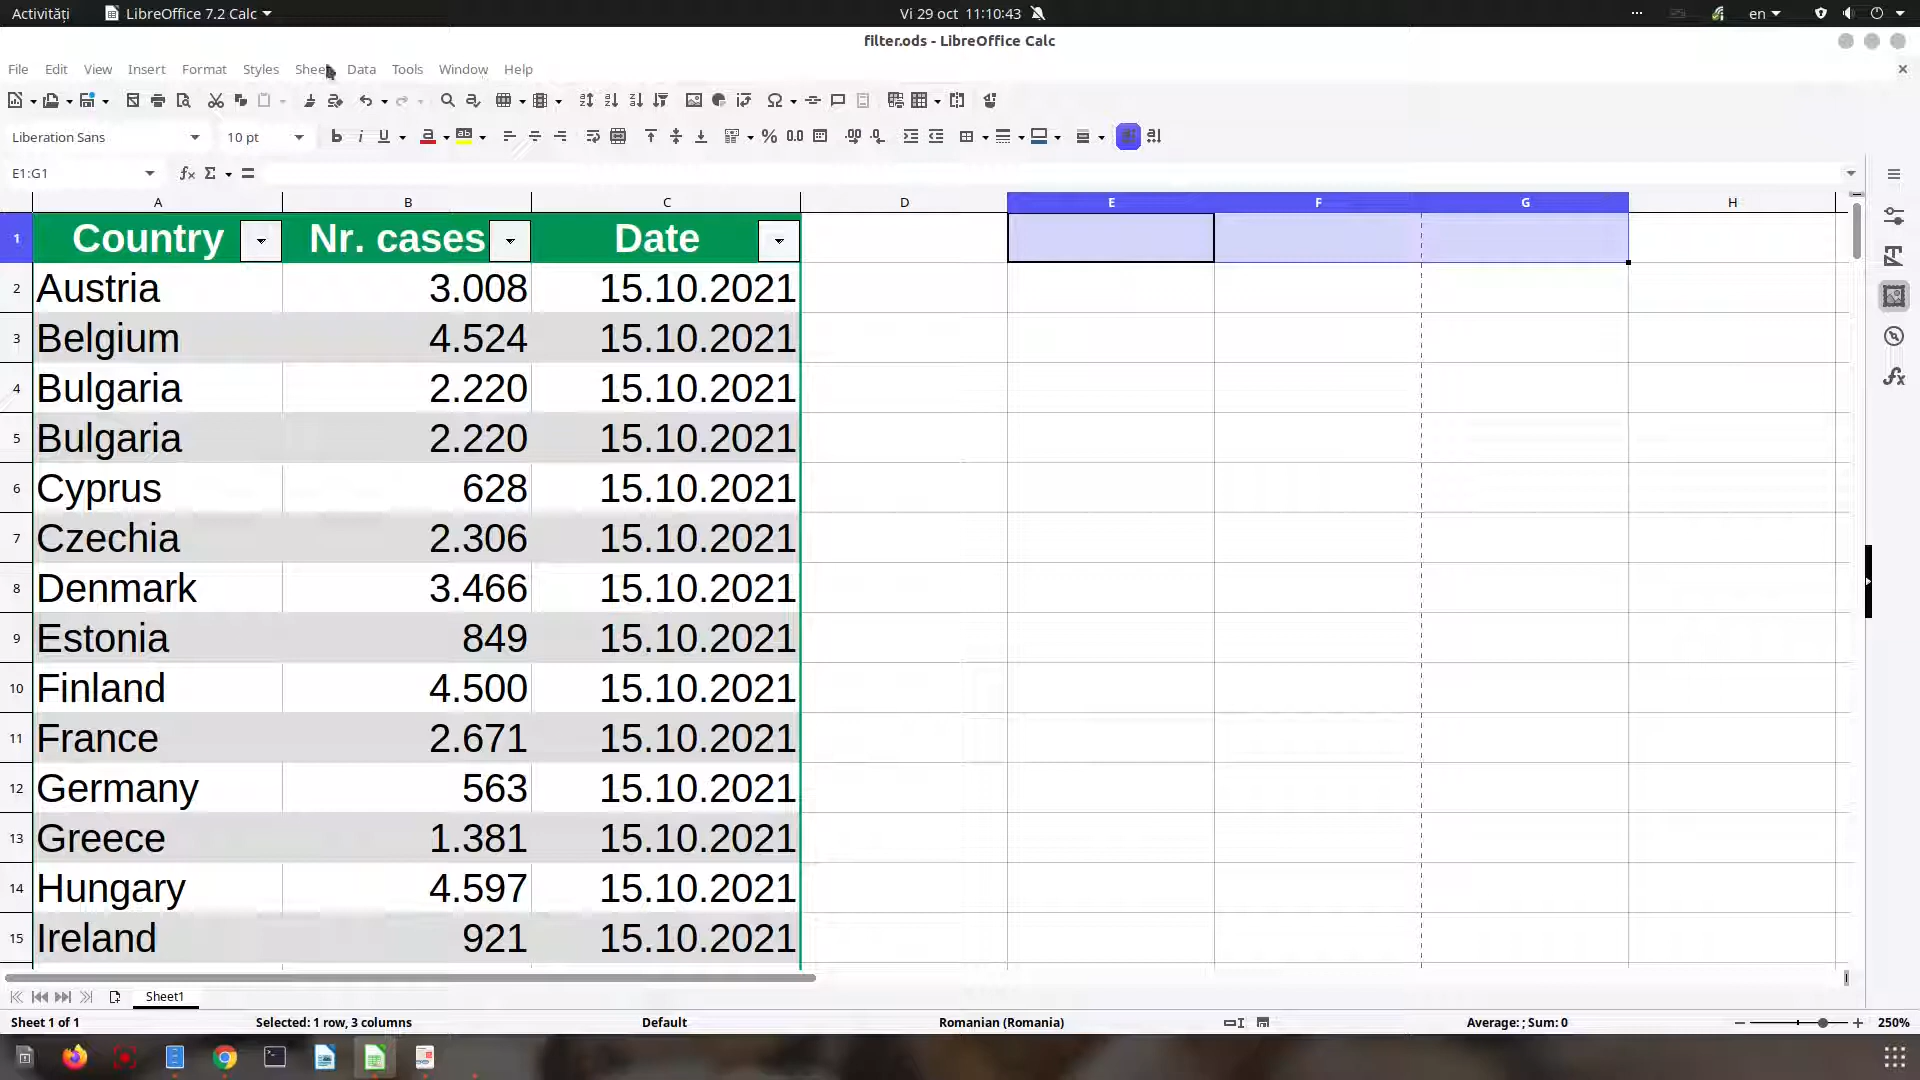 Activități LibreOffice 7.2 Calc Vi 29 oct 11:10:43 en
filter.ods - LibreOffice Calc
File Edit View Insert Format Styles Sheet Data Tools Window Help
Liberation Sans 10 pt
E1:G1
A B C D E F G H
1 Country Nr. cases Date
2 Austria 3.008 15.10.2021
3 Belgium 4.524 15.10.2021
4 Bulgaria 2.220 15.10.2021
5 Bulgaria 2.220 15.10.2021
6 Cyprus 628 15.10.2021
7 Czechia 2.306 15.10.2021
8 Denmark 3.466 15.10.2021
9 Estonia 849 15.10.2021
10 Finland 4.500 15.10.2021
11 France 2.671 15.10.2021
12 Germany 563 15.10.2021
13 Greece 1.381 15.10.2021
14 Hungary 4.597 15.10.2021
15 Ireland 921 15.10.2021
Sheet1
Sheet 1 of 1 Selected: 1 row, 3 columns Default Romanian (Romania) Average: ; Sum: 0 250%